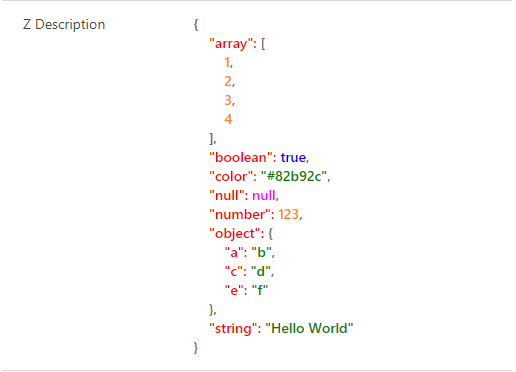 Z Description {
"array": [
1,
2,
3,
4
],
"boolean": true,
"color": "#82b92c",
"null": null,
"number": 123,
"object": {
"a": "b",
"c": "d",
"e": "f"
},
"string": "Hello World"
}